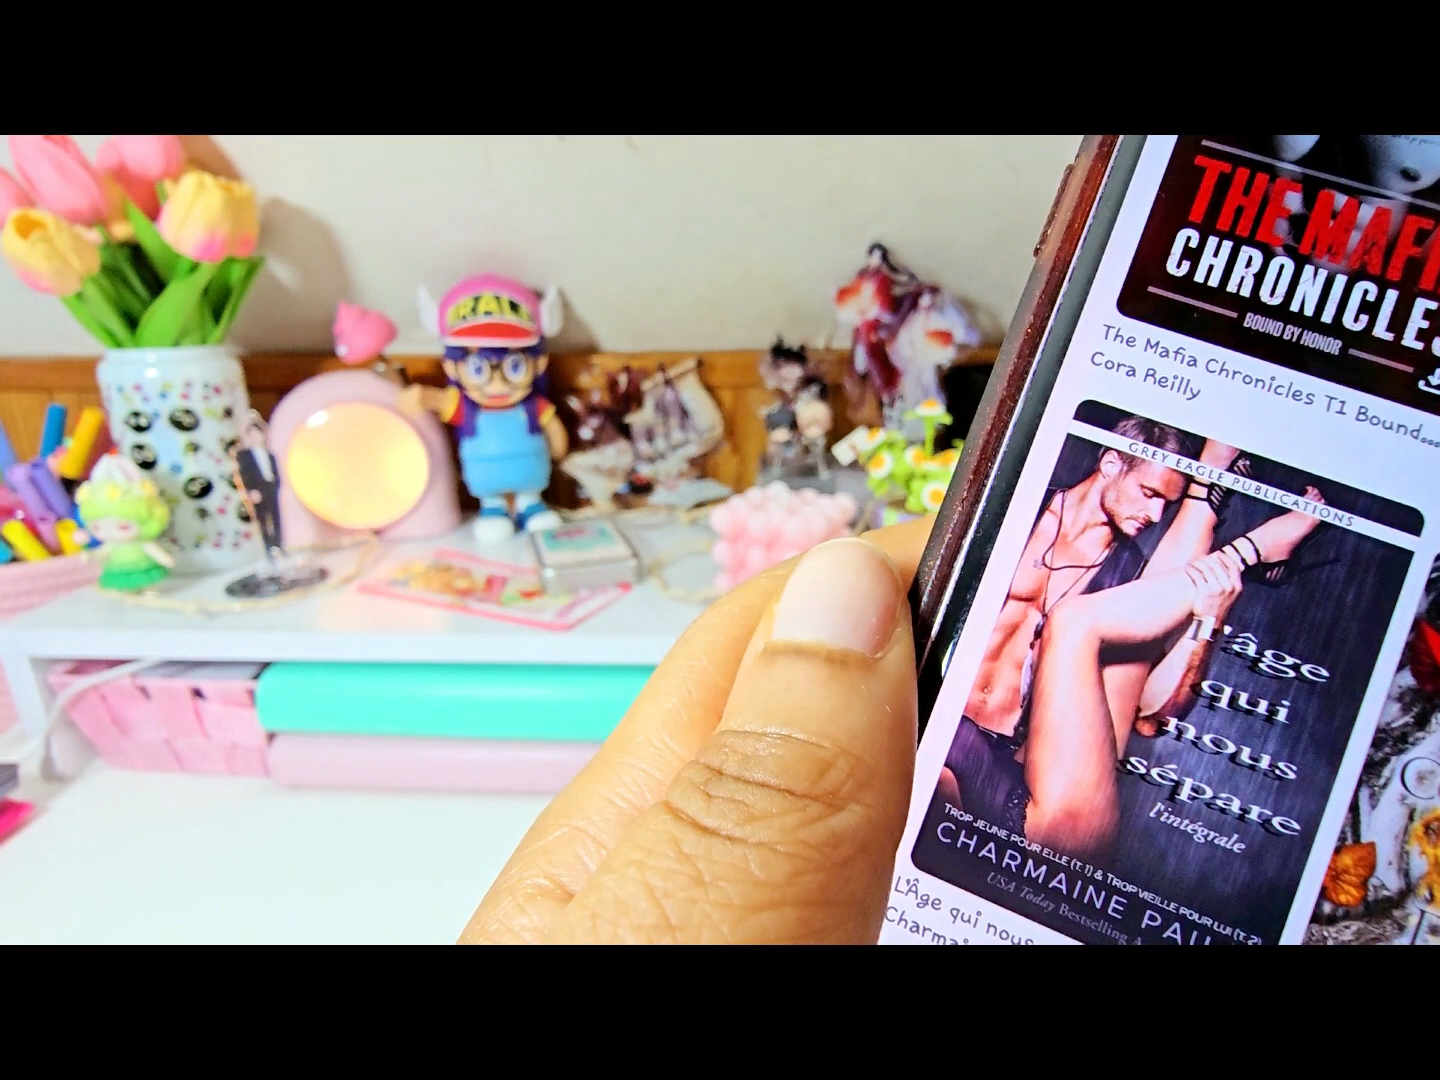 ARALE
THE MAFI
CHRONICLES
BOUND BY HONOR
The Mafia Chronicles T1 Bound...
Cora Reilly
GREY EAGLE PUBLICATIONS
l'âge
qui
nous
sépare
l'intégrale
TROP JEUNE POUR ELLE (T. 1) & TROP VIEILLE POUR LUI (T. 2)
CHARMAINE PAU
USA Today Bestselling A
L'Âge qui nous
Charmai